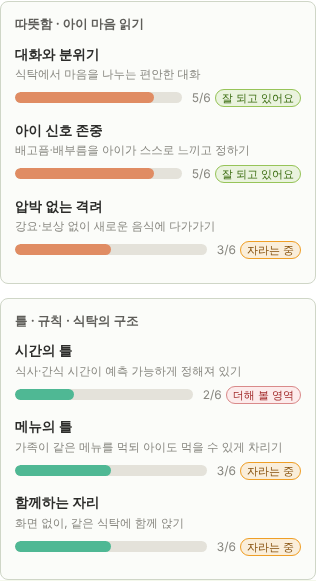 따뜻함 · 아이 마음 읽기
대화와 분위기
식탁에서 마음을 나누는 편안한 대화
5/6 잘 되고 있어요
아이 신호 존중
배고픔·배부름을 아이가 스스로 느끼고 정하기
5/6 잘 되고 있어요
압박 없는 격려
강요·보상 없이 새로운 음식에 다가가기
3/6 자라는 중
틀 · 규칙 · 식탁의 구조
시간의 틀
식사·간식 시간이 예측 가능하게 정해져 있기
2/6 더해 볼 영역
메뉴의 틀
가족이 같은 메뉴를 먹되 아이도 먹을 수 있게 차리기
3/6 자라는 중
함께하는 자리
화면 없이, 같은 식탁에 함께 앉기
3/6 자라는 중